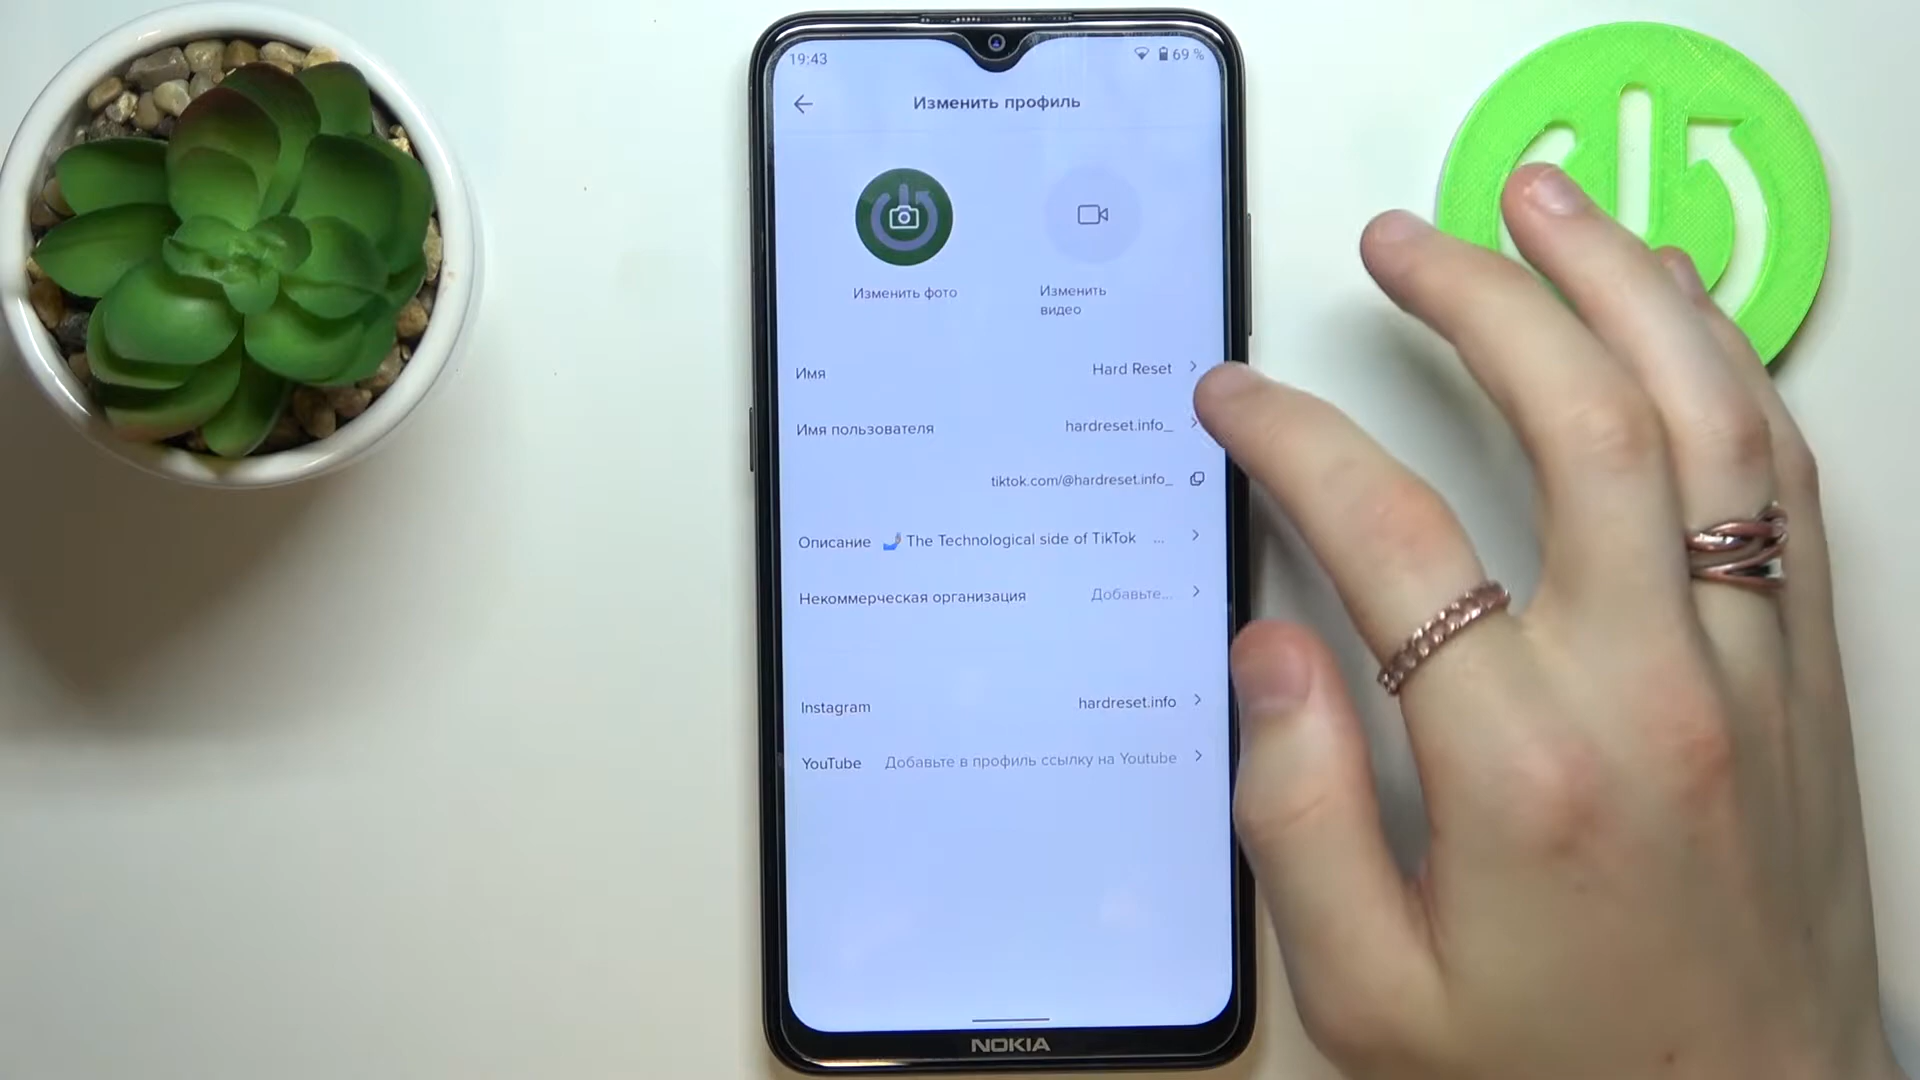 19:43
69 %
Изменить профиль
Изменить фото
Изменить
видео
Имя
Hard Reset
Имя пользователя
hardreset.info_
tiktok.com/@hardreset.info_
Описание
The Technological side of TikTok ...
Некоммерческая организация
Добавьте...
Instagram
hardreset.info
YouTube
Добавьте в профиль ссылку на Youtube
NOKIA